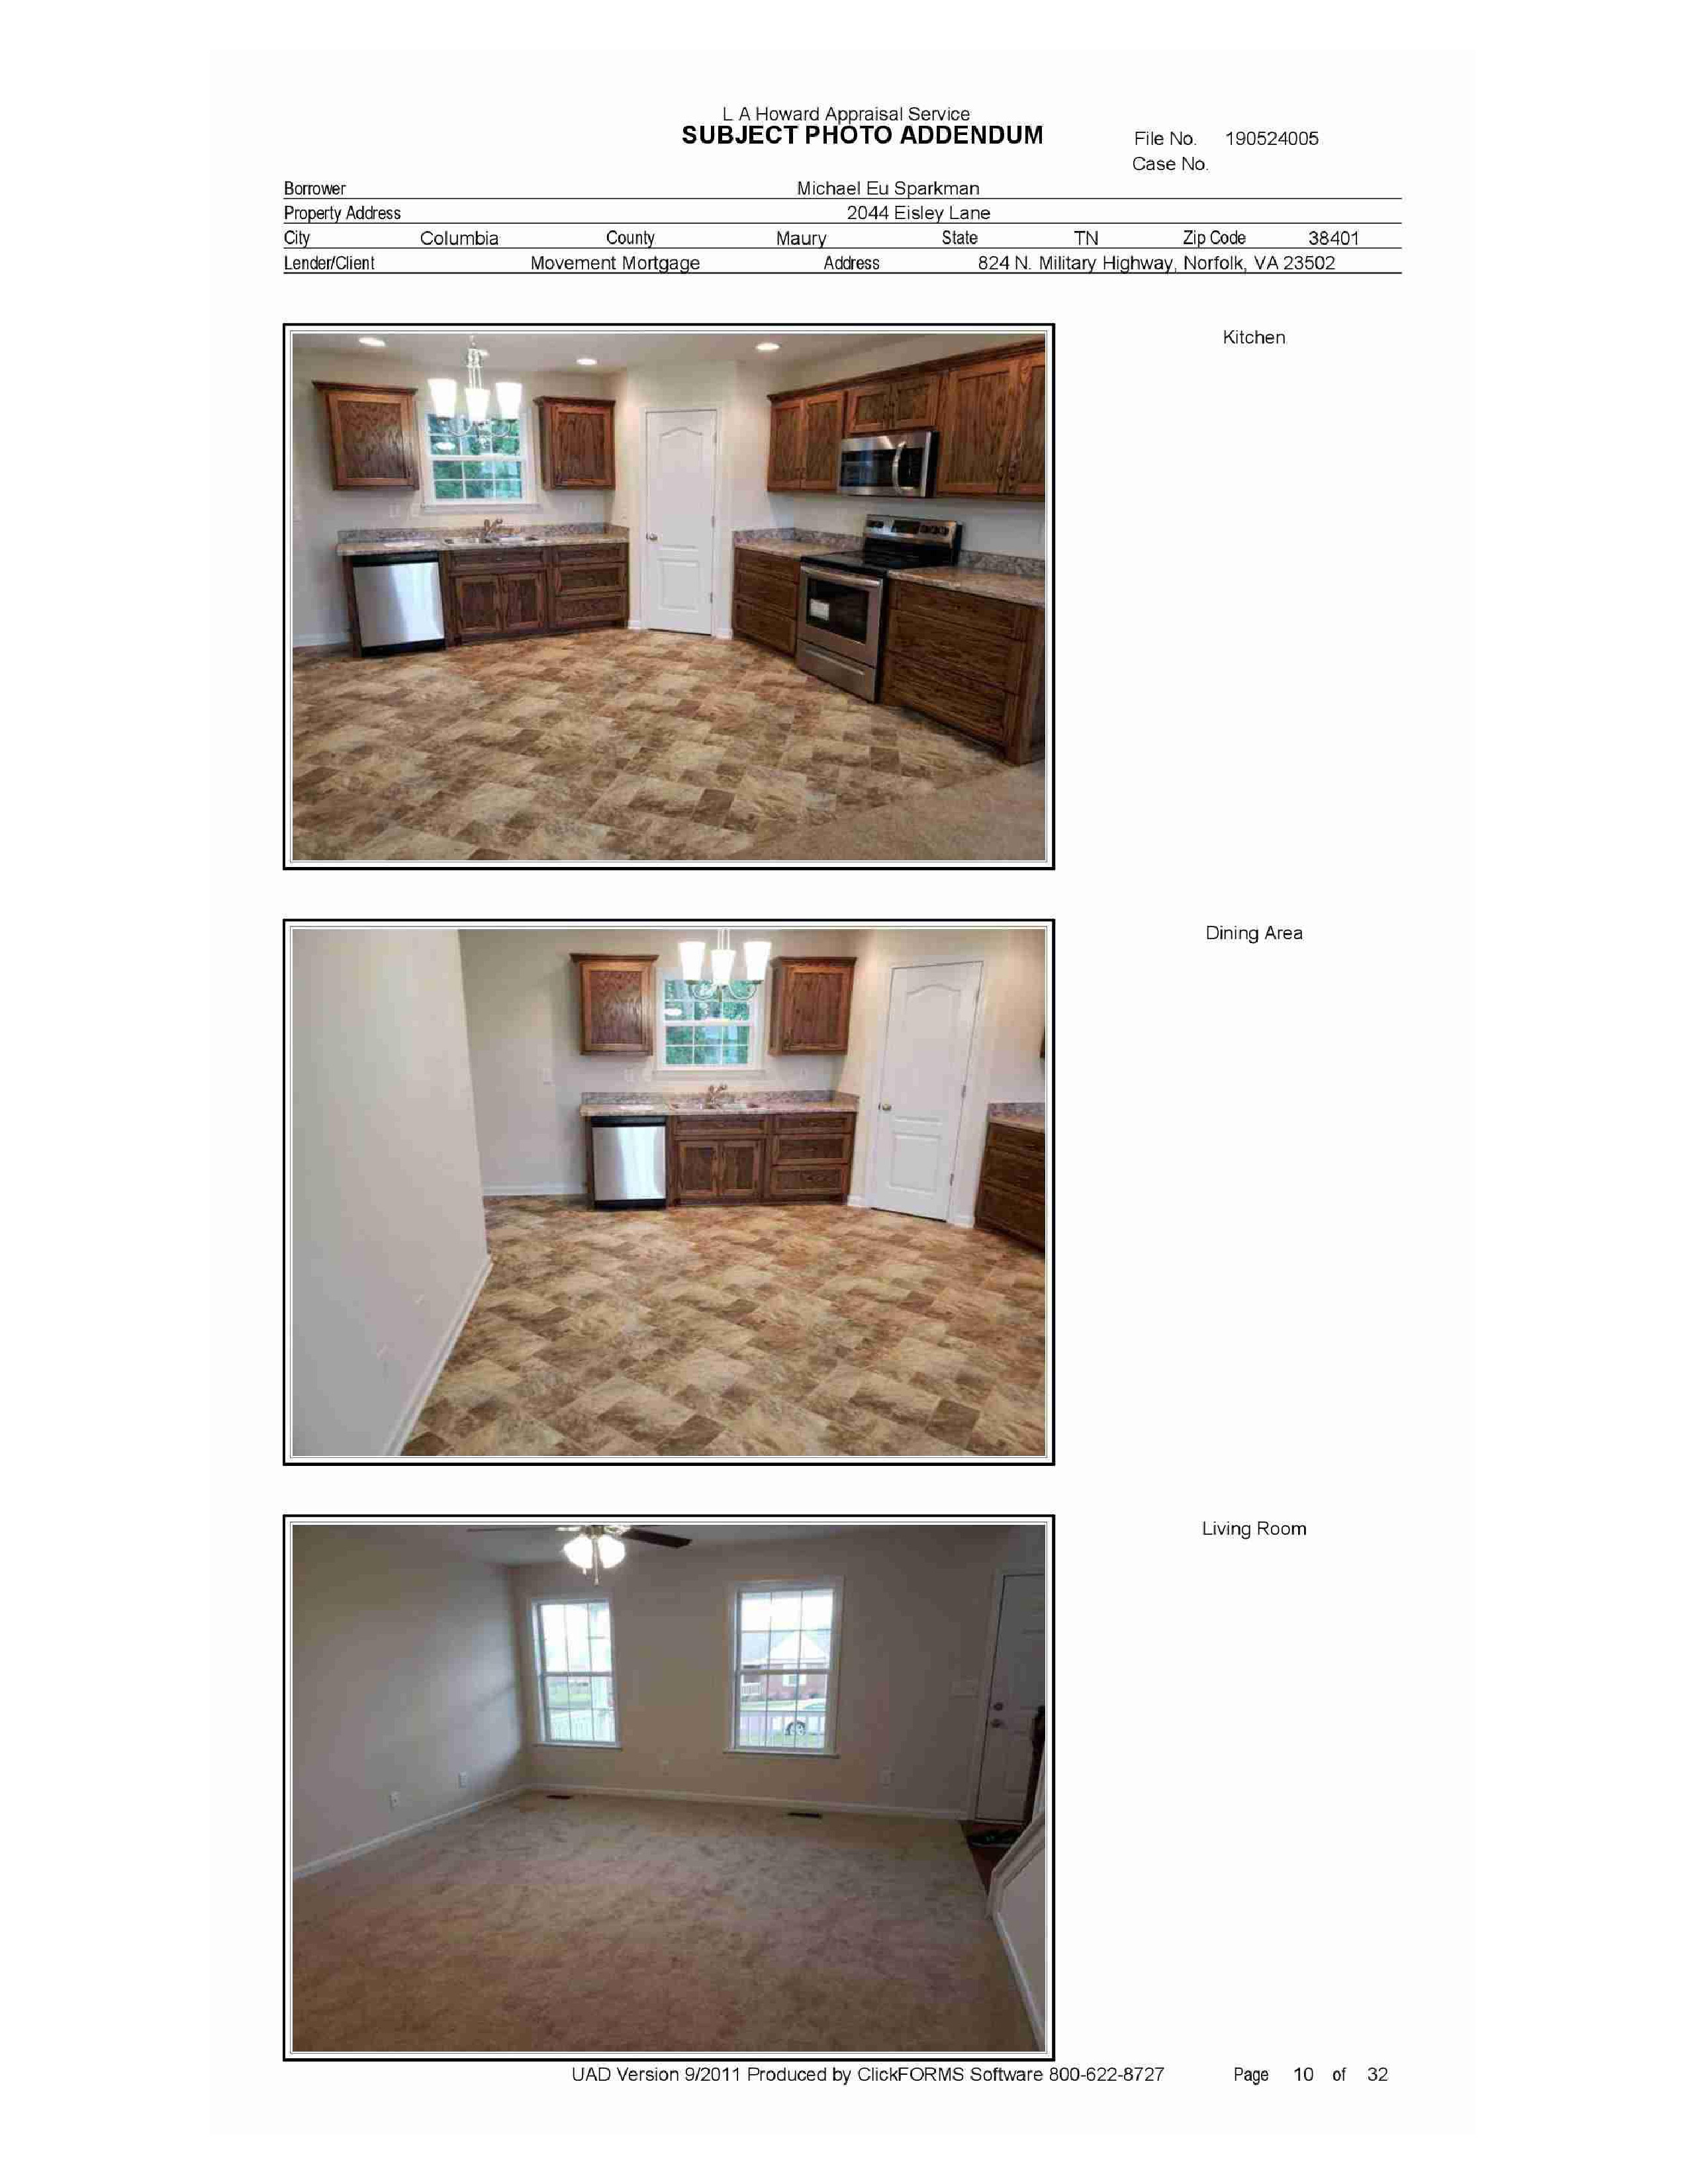 L A Howard Appraisal Service
SUBJECT PHOTO ADDENDUM
File No. 190524005
Case No.
Borrower Michael Eu Sparkman
Property Address 2044 Eisley Lane
City Columbia County Maury State TN Zip Code 38401
Lender/Client Movement Mortgage Address 824 N. Military Highway, Norfolk, VA 23502
Kitchen
Dining Area
Living Room
UAD Version 9/2011 Produced by ClickFORMS Software 800-622-8727 Page 10 of 32